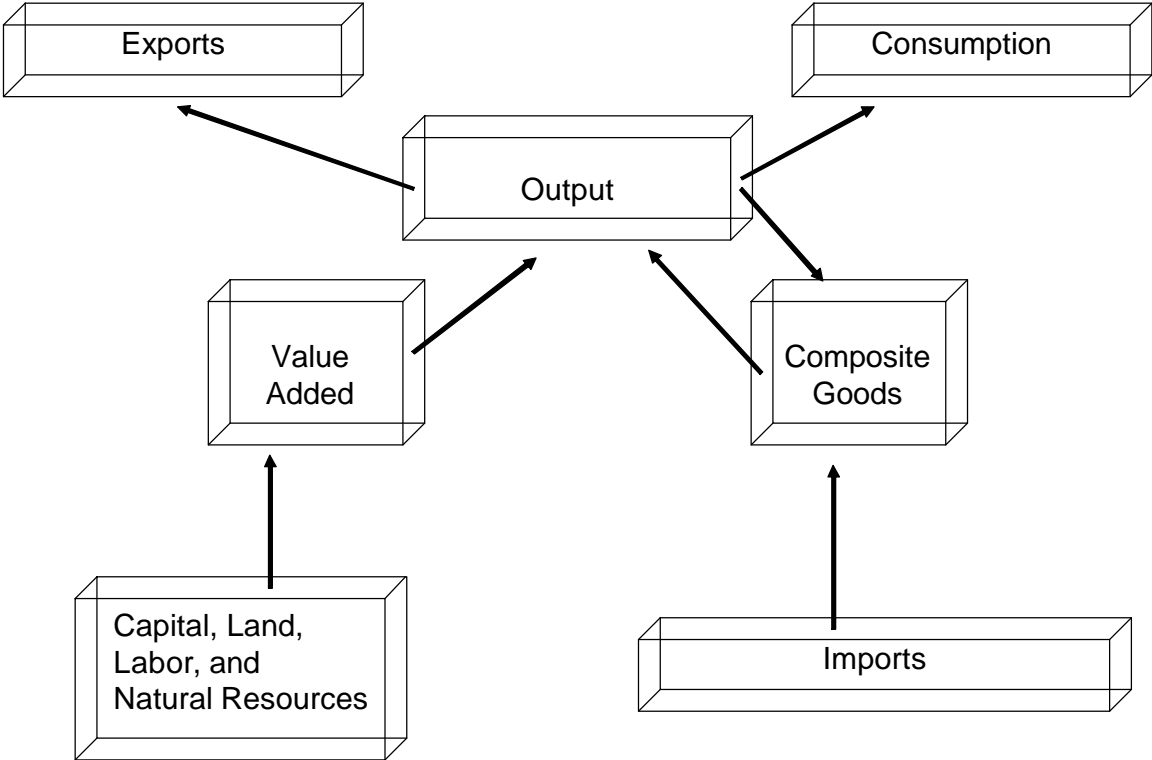 Exports
Consumption
Output
Value
Added
Composite
Goods
Capital, Land,
Labor, and
Natural Resources
Imports